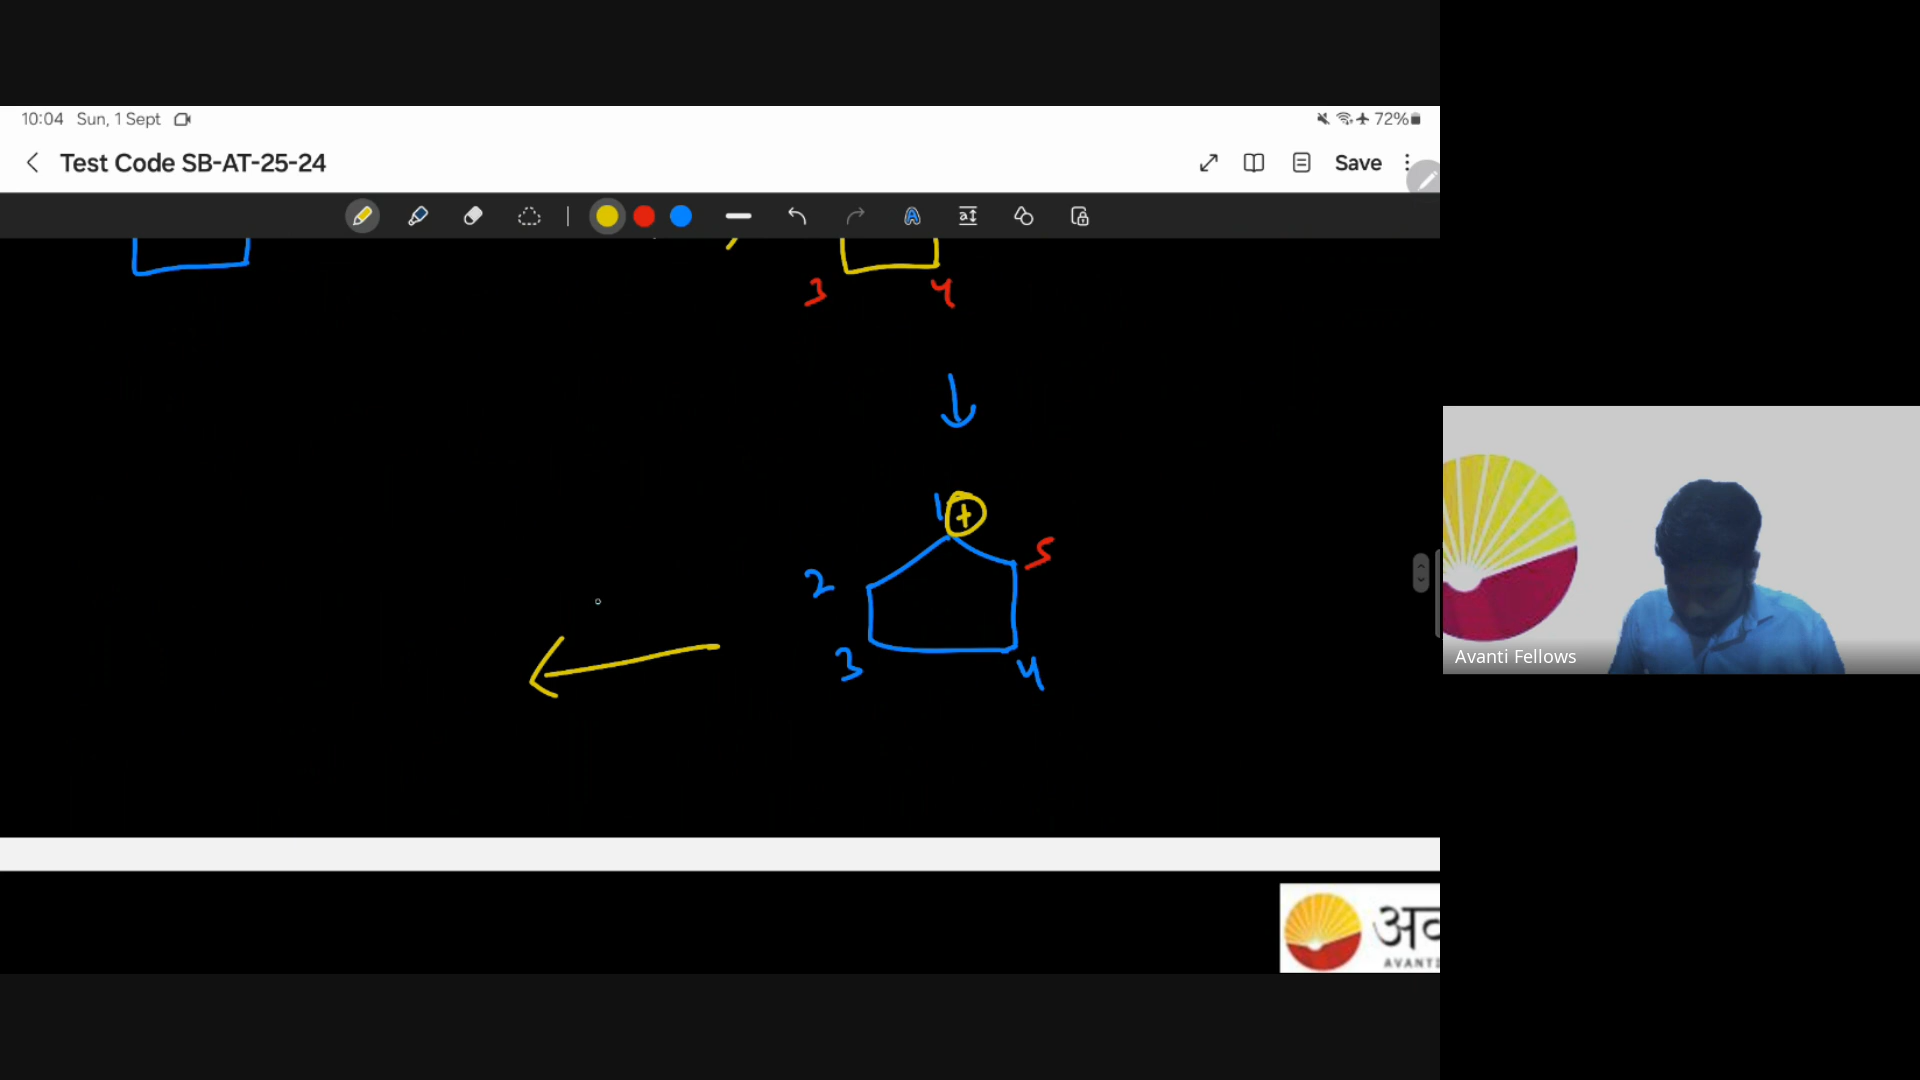 10:04 Sun, 1 Sept 72%
Test Code SB-AT-25-24 Save
3 4
1 +
2 5
3 4
Avanti Fellows
AVANTI